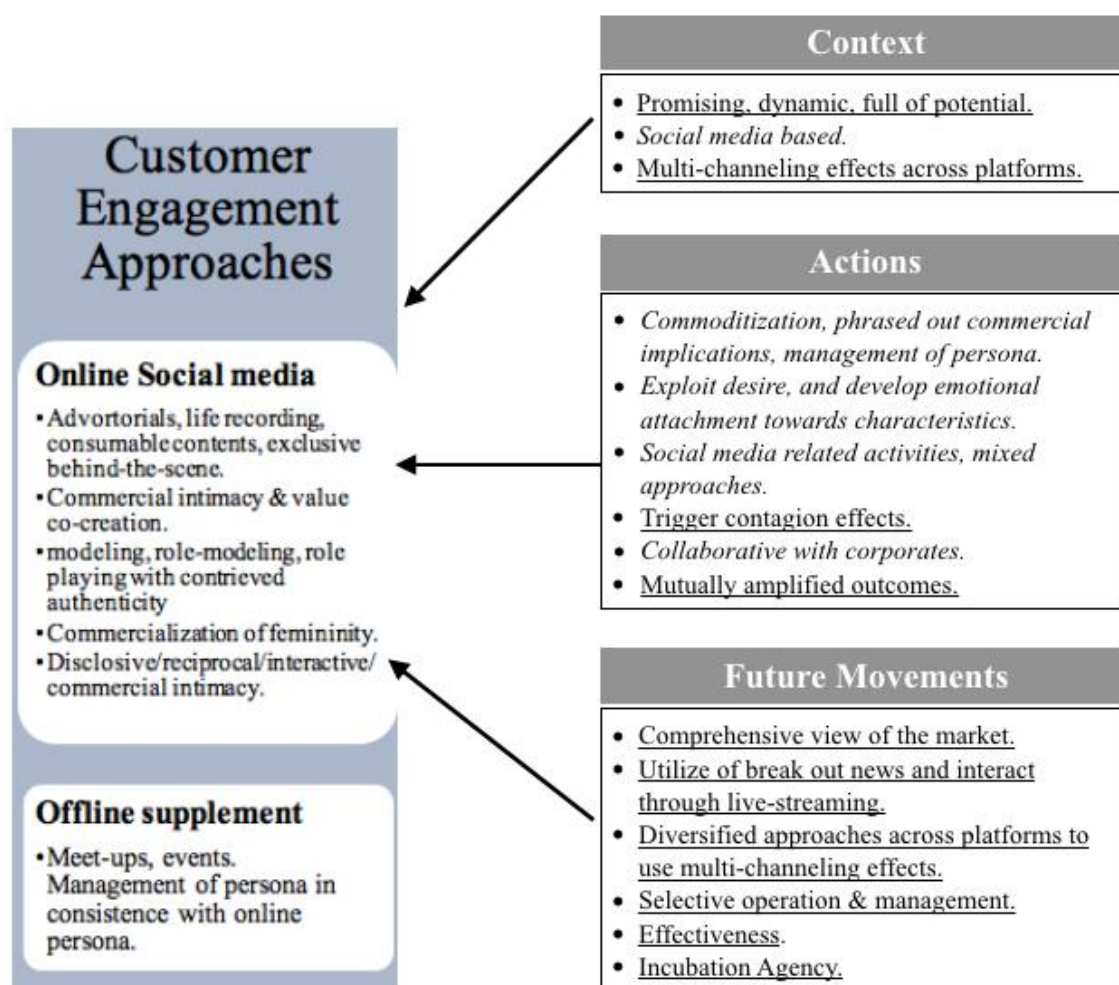 Customer
Engagement
Approaches
Online Social media
•Advortorials, life recording,
consumable contents, exclusive
behind-the-scene.
•Commercial intimacy & value
co-creation.
•modeling, role-modeling, role
playing with contrieved
authenticity
•Commercialization of femininity.
•Disclosive/reciprocal/interactive/
commercial intimacy.
Offline supplement
•Meet-ups, events.
Management of persona in
consistence with online
persona.
Context
• Promising, dynamic, full of potential.
• Social media based.
• Multi-channeling effects across platforms.
Actions
• Commoditization, phrased out commercial
implications, management of persona.
• Exploit desire, and develop emotional
attachment towards characteristics.
• Social media related activities, mixed
approaches.
• Trigger contagion effects.
• Collaborative with corporates.
• Mutually amplified outcomes.
Future Movements
• Comprehensive view of the market.
• Utilize of break out news and interact
through live-streaming.
• Diversified approaches across platforms to
use multi-channeling effects.
• Selective operation & management.
• Effectiveness.
• Incubation Agency.